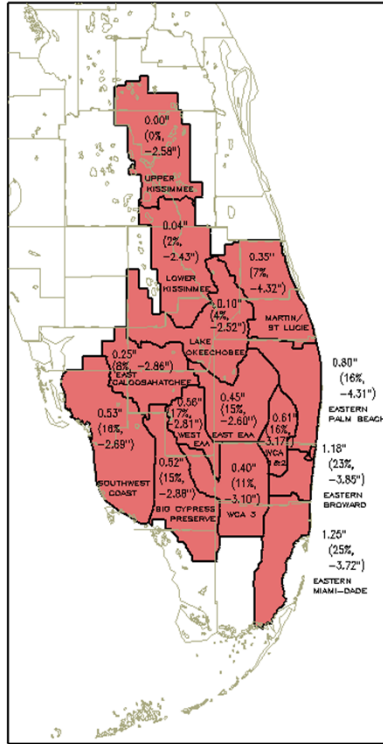 0.00"
(0%,
-2.58")
UPPER
KISSIMMEE
0.04"
(2%
-2.43")
LOWER
KISSIMMEE
0.35"
(7%
-4.32")
MARTIN/
ST LUCIE
0.10"
(4%
-2.52")
LAKE
OKEECHOBEE
0.25"
(8%, -2.86")
EAST
CALOOSAHATCHEE
0.80"
(16%
-4.31")
EASTERN
PALM BEACH
0.53"
(16%,
-2.69")
SOUTHWEST
COAST
0.56"
17%
-2.81")
WEST
EAA
0.45"
(15%
-2.60")
EAST EAA
0.61"
16%
-3.17"
WCA
1&2
0.52"
(15%
-2.88")
BIG CYPRESS
PRESERVE
0.40"
(11%
-3.10")
WCA 3
1.18"
(23%
-3.85")
EASTERN
BROWARD
1.25"
(25%,
-3.72")
EASTERN
MIAMI-DADE